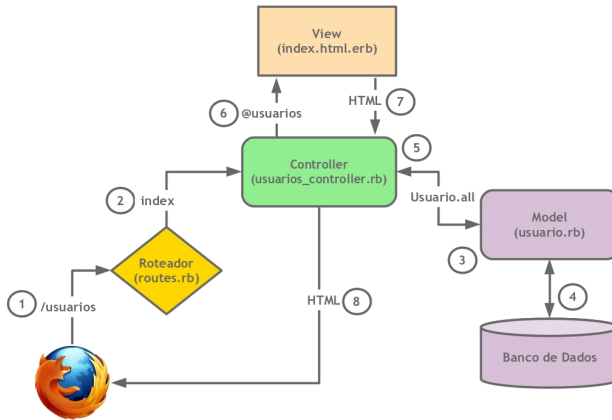 View
(index.html.erb)
6 @usuarios
HTML 7
Controller
(usuarios_controller.rb)
5
2 index
Usuario.all
Model
(usuario.rb)
3
Roteador
(routes.rb)
1 /usuarios
HTML 8
4
Banco de Dados